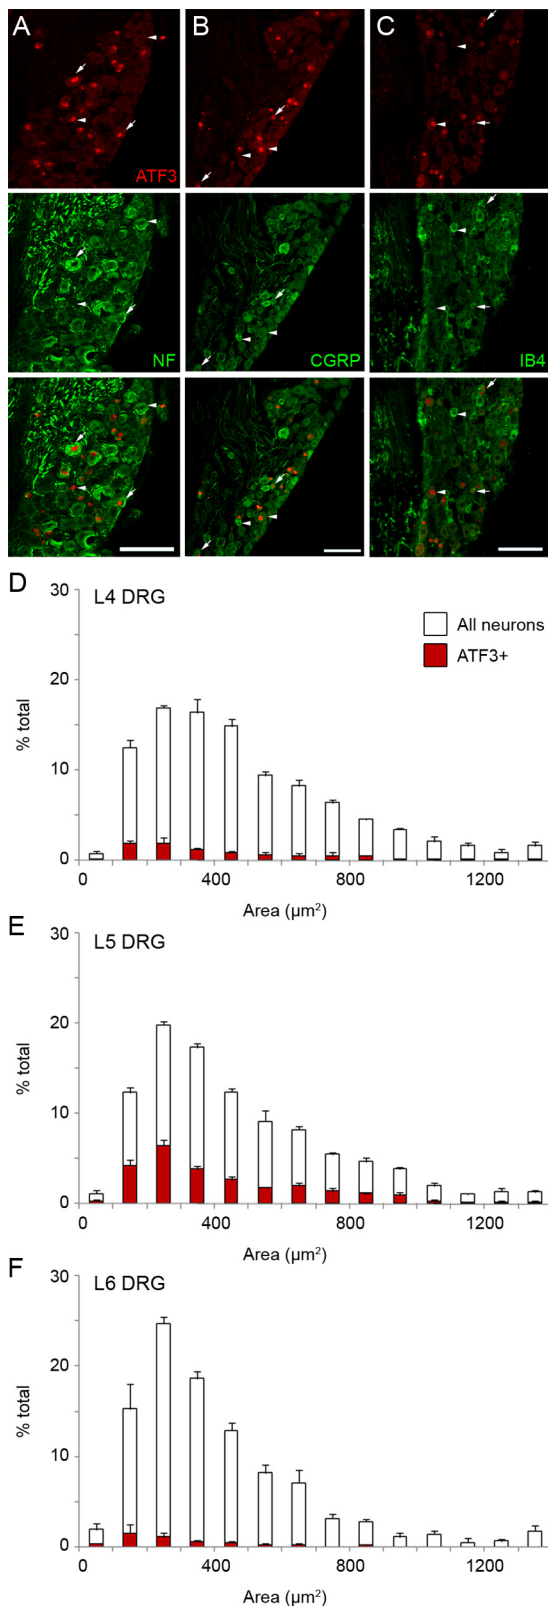 A
B
C
ATF3
NF
CGRP
IB4
D
L4 DRG
All neurons
ATF3+
% total
30
20
10
0
0
400
800
1200
Area (µm²)
E
L5 DRG
% total
30
20
10
0
0
400
800
1200
Area (µm²)
F
L6 DRG
% total
30
20
10
0
0
400
800
1200
Area (µm²)